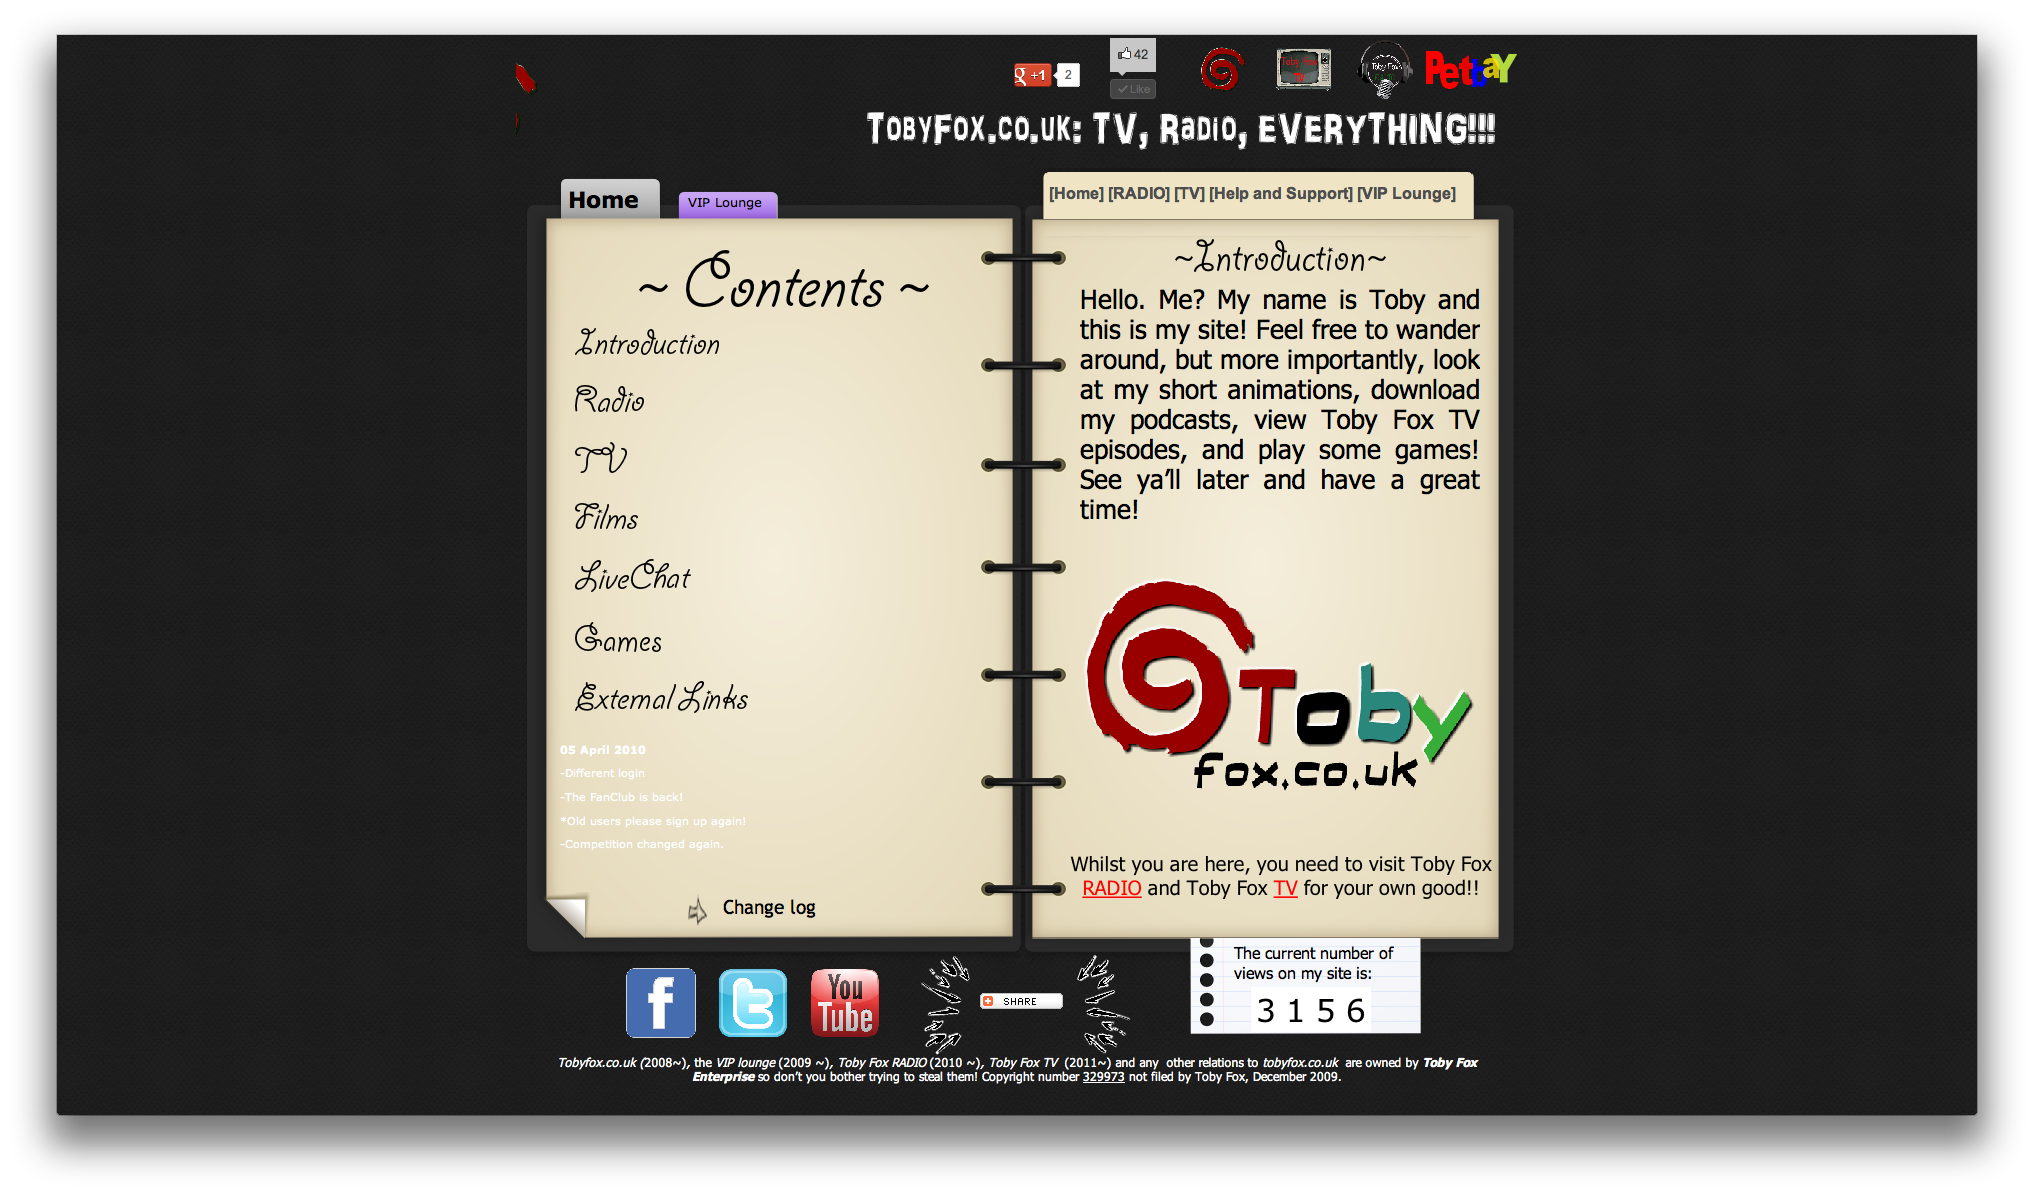 +1 2
42
Like
Toby Fox
TV
Toby Fox
PetbaY
TobyFox.co.uk: TV, Radio, EVERYTHING!!!
Home
VIP Lounge
[Home] [RADIO] [TV] [Help and Support] [VIP Lounge]
~ Contents ~
Introduction
Radio
TV
Films
LiveChat
Games
External Links
05 April 2010
-Different login
-The FanClub is back!
*Old users please sign up again!
-Competition changed again.
Change log
~Introduction~
Hello. Me? My name is Toby and
this is my site! Feel free to wander
around, but more importantly, look
at my short animations, download
my podcasts, view Toby Fox TV
episodes, and play some games!
See ya’ll later and have a great
time!
Toby
fox.co.uk
Whilst you are here, you need to visit Toby Fox
RADIO and Toby Fox TV for your own good!!
f
t
You
Tube
SHARE
The current number of
views on my site is:
3 1 5 6
Tobyfox.co.uk (2008~), the VIP lounge (2009 ~), Toby Fox RADIO (2010 ~), Toby Fox TV (2011~) and any other relations to tobyfox.co.uk are owned by Toby Fox
Enterprise so don’t you bother trying to steal them! Copyright number 329973 not filed by Toby Fox, December 2009.